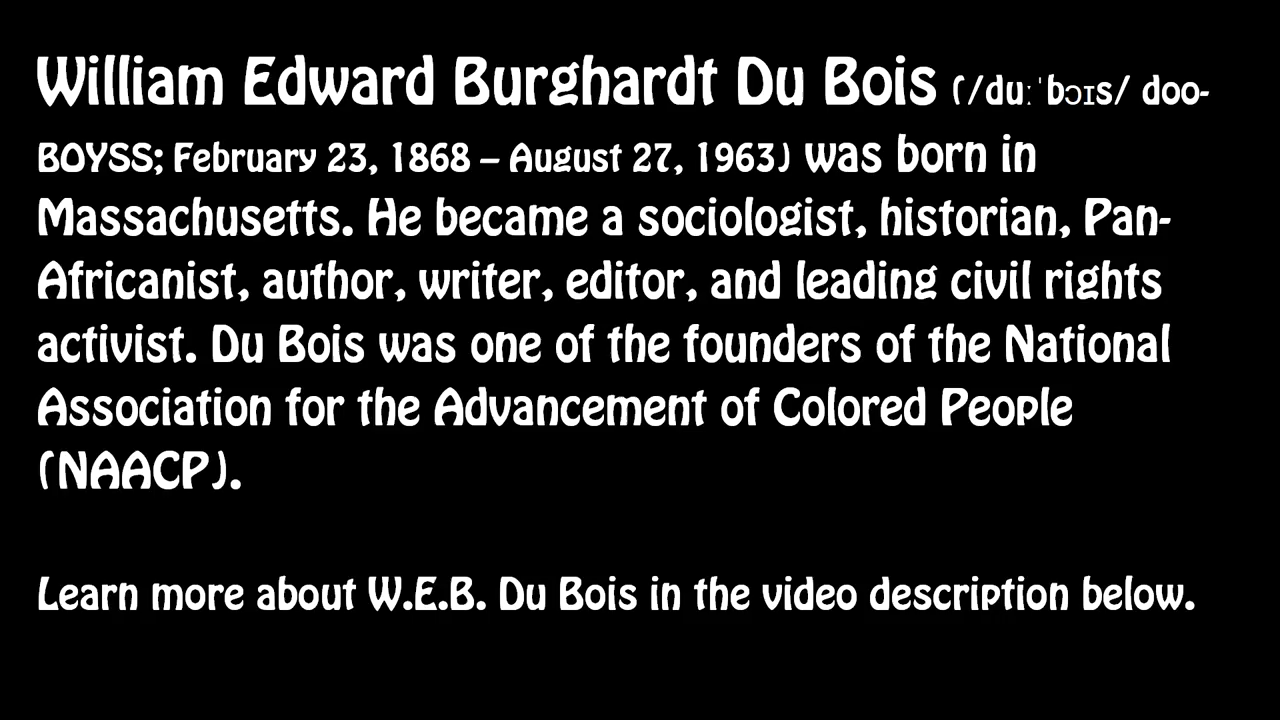 William Edward Burghardt Du Bois (/duːˈbɔɪs/ doo-
BOYSS; February 23, 1868 – August 27, 1963) was born in
Massachusetts. He became a sociologist, historian, Pan-
Africanist, author, writer, editor, and leading civil rights
activist. Du Bois was one of the founders of the National
Association for the Advancement of Colored People
(NAACP).
Learn more about W.E.B. Du Bois in the video description below.